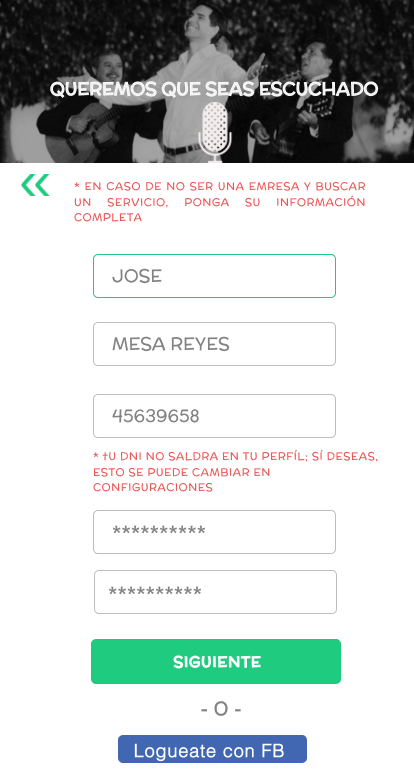 QUEREMOS QUE SEAS ESCUCHADO
* EN CASO DE NO SER UNA EMRESA Y BUSCAR
UN SERVICIO, PONGA SU INFORMACIÓN
COMPLETA
JOSE
MESA REYES
45639658
* †U DNI NO SALDRA EN TU PERFÍL; SÍ DESEAS,
ESTO SE PUEDE CAMBIAR EN
CONFIGURACIONES
**********
**********
SIGUIENTE
- O -
Logueate con FB